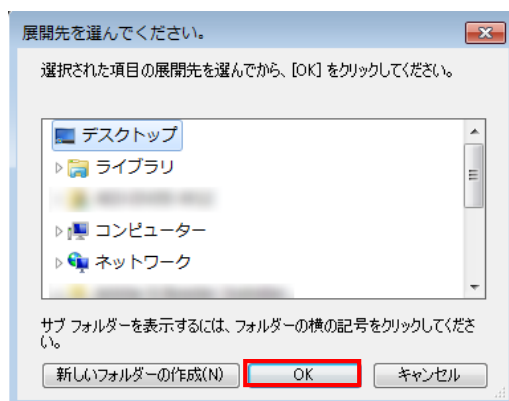 展開先を選んでください。
選択された項目の展開先を選んでから、[OK] をクリックしてください。
デスクトップ
ライブラリ
コンピューター
ネットワーク
サブ フォルダーを表示するには、フォルダーの横の記号をクリックしてくださ
い。
新しいフォルダーの作成(N) OK キャンセル